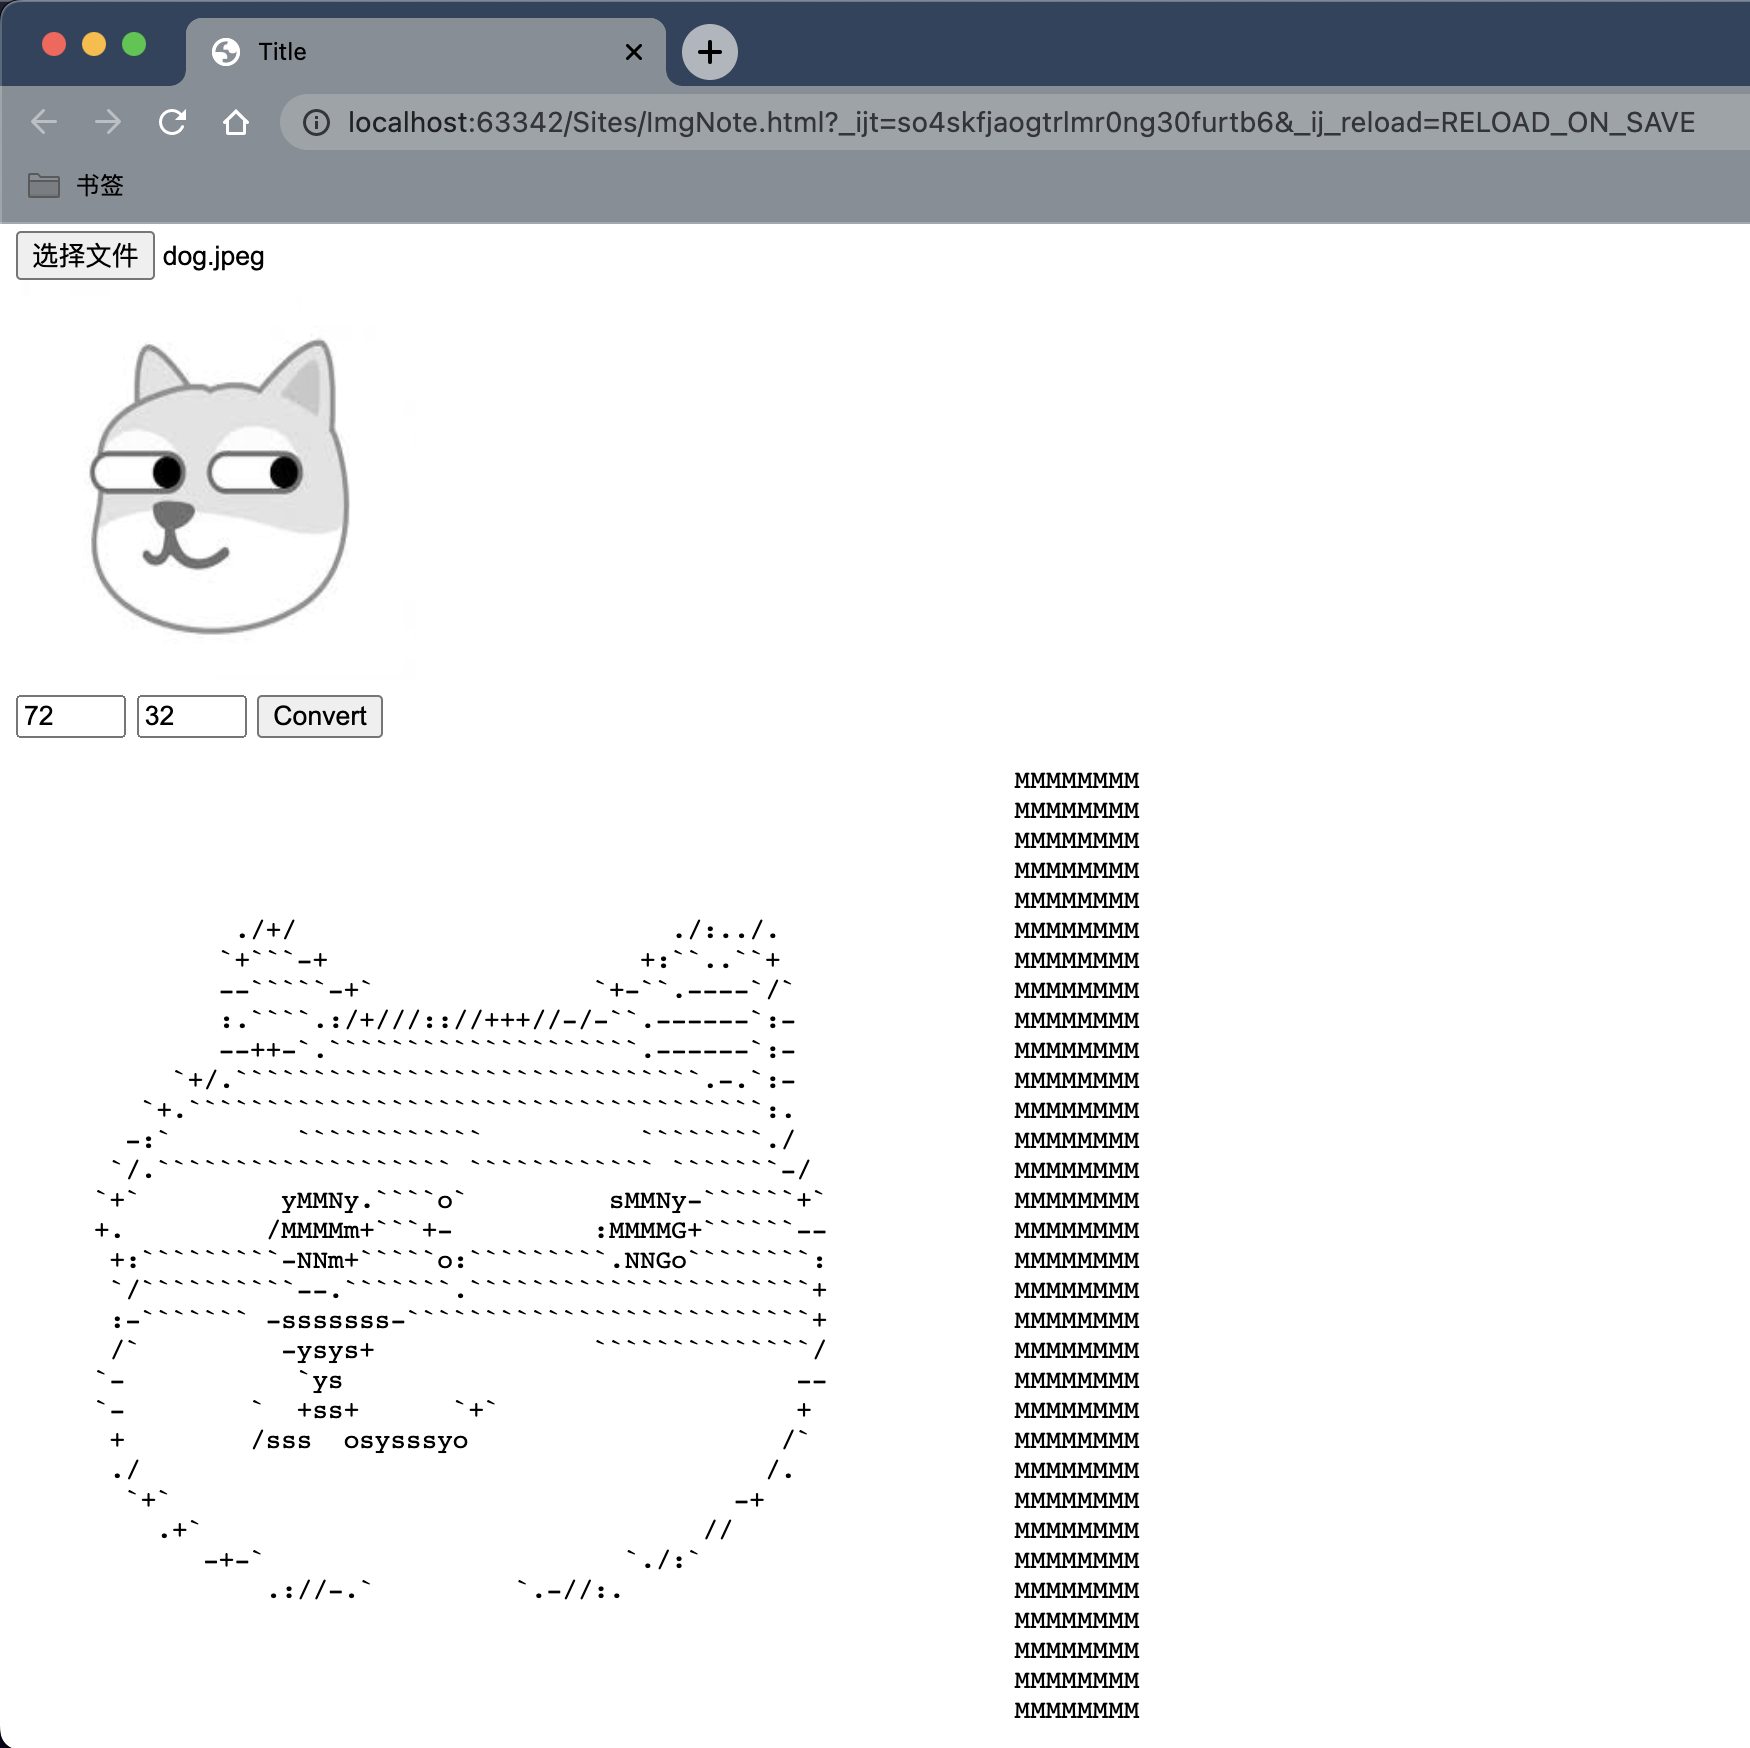 Title
localhost:63342/Sites/ImgNote.html?_ijt=so4skfjaogtrlmr0ng30furtb6&_ij_reload=RELOAD_ON_SAVE
书签
选择文件 dog.jpeg
72 32 Convert
MMMMMMMM
MMMMMMMM
MMMMMMMM
MMMMMMMM
MMMMMMMM
./+/ ./:../. MMMMMMMM
`+```-+ +:``..``+ MMMMMMMM
--`````-+` `+-``.----`/` MMMMMMMM
:.````.:/+///:://+++//-/-``.------`:- MMMMMMMM
--++-`.````````````````````.------`:- MMMMMMMM
`+/.``````````````````````````````.-.`:- MMMMMMMM
`+.`````````````````````````````````````:. MMMMMMMM
-:` ```````````` ````````./ MMMMMMMM
`/.``````````````````` ```````````` ```````-/ MMMMMMMM
`+` yMMNy.````o` sMMNy-``````+` MMMMMMMM
+. /MMMMm+```+- :MMMMG+``````-- MMMMMMMM
+:`````````-NNm+`````o:`````````.NNGo````````: MMMMMMMM
`/``````````--.```````.``````````````````````+ MMMMMMMM
:-``````` -sssssss-``````````````````````````+ MMMMMMMM
/` -ysys+ ``````````````/ MMMMMMMM
`- `ys -- MMMMMMMM
`- ` +ss+ `+` + MMMMMMMM
+ /sss osysssyo /` MMMMMMMM
./ /. MMMMMMMM
`+` -+ MMMMMMMM
.+` // MMMMMMMM
-+-` `./:` MMMMMMMM
.://-.` `.-//:. MMMMMMMM
MMMMMMMM
MMMMMMMM
MMMMMMMM
MMMMMMMM